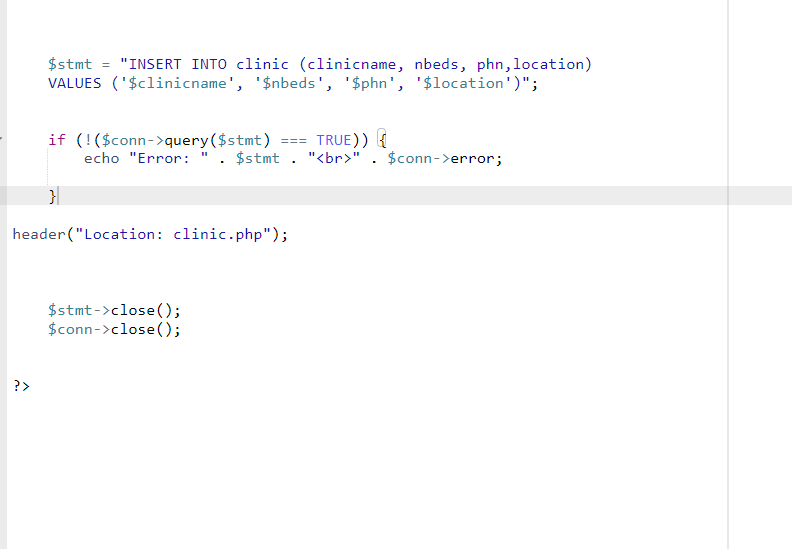 $stmt = "INSERT INTO clinic (clinicname, nbeds, phn,location)
VALUES ('$clinicname', '$nbeds', '$phn', '$location')";
if (!($conn->query($stmt) === TRUE)) {
echo "Error: " . $stmt . "<br>" . $conn->error;
}
header("Location: clinic.php");
$stmt->close();
$conn->close();
?>